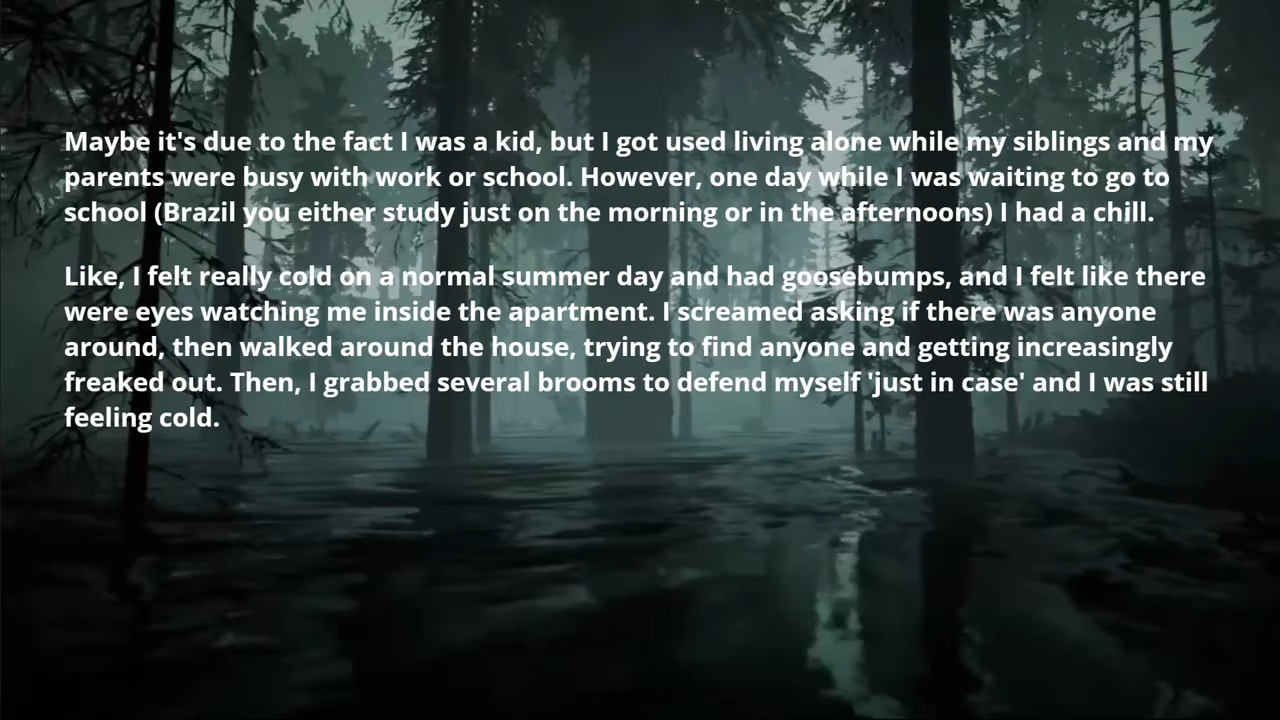 Maybe it's due to the fact I was a kid, but I got used living alone while my siblings and my
parents were busy with work or school. However, one day while I was waiting to go to
school (Brazil you either study just on the morning or in the afternoons) I had a chill.
Like, I felt really cold on a normal summer day and had goosebumps, and I felt like there
were eyes watching me inside the apartment. I screamed asking if there was anyone
around, then walked around the house, trying to find anyone and getting increasingly
freaked out. Then, I grabbed several brooms to defend myself 'just in case' and I was still
feeling cold.